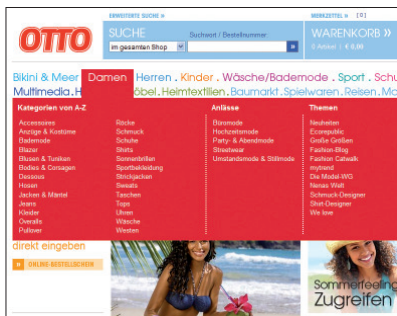 ERWEITERTE SUCHE »
MERKZETTEL » [0]
OTTO
SUCHE
Suchwort / Bestellnummer:
im gesamten Shop
»
WARENKORB »
0 Artikel | € 0,00
Bikini & Meer Damen Herren . Kinder . Wäsche/Bademode . Sport . Schu
Multimedia.H öbel.Heimtextilien.Baumarkt.Spielwaren.Reisen.Mo
Kategorien von A-Z
Accessoires
Anzüge & Kostüme
Bademode
Blazer
Blusen & Tuniken
Bodies & Corsagen
Dessous
Hosen
Jacken & Mäntel
Jeans
Kleider
Overalls
Pullover
Röcke
Schmuck
Schuhe
Shirts
Sonnenbrillen
Sportbekleidung
Strickjacken
Sweats
Taschen
Tops
Uhren
Wäsche
Westen
Anlässe
Büromode
Hochzeitsmode
Party- & Abendmode
Streetwear
Umstandsmode & Stillmode
Themen
Neuheiten
Ecorepublic
Große Größen
Fashion-Blog
Fashion Catwalk
mytrend
Die Model-WG
Nenas Welt
Schmuck-Designer
Shirt-Designer
We love
direkt eingeben
» ONLINE-BESTELLSCHEIN
Sommerfeeling
Zugreifen